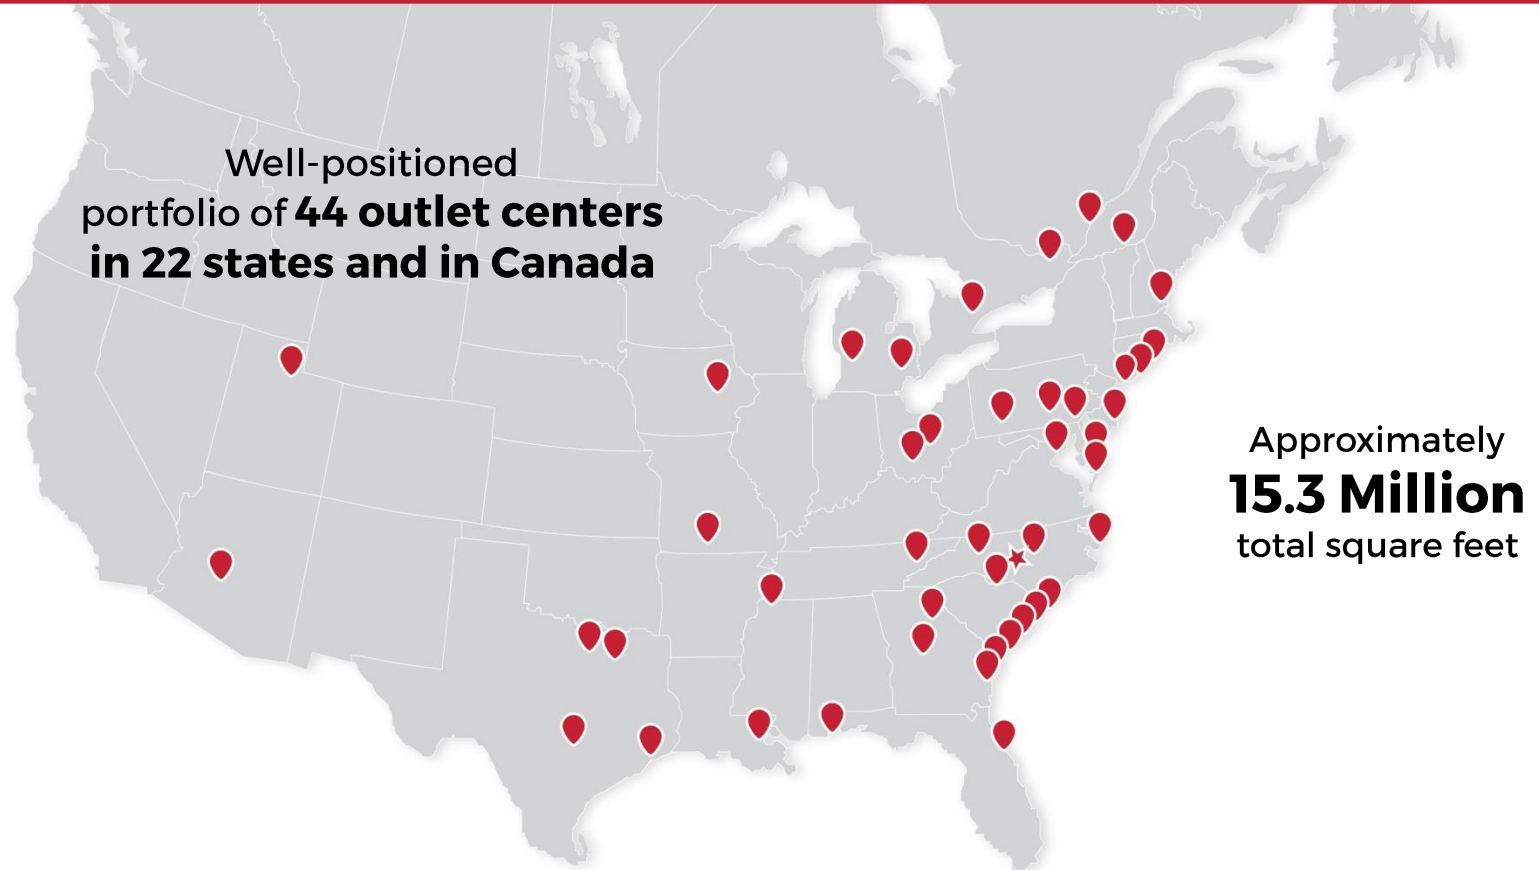 Well-positioned
portfolio of 44 outlet centers
in 22 states and in Canada
Approximately
15.3 Million
total square feet